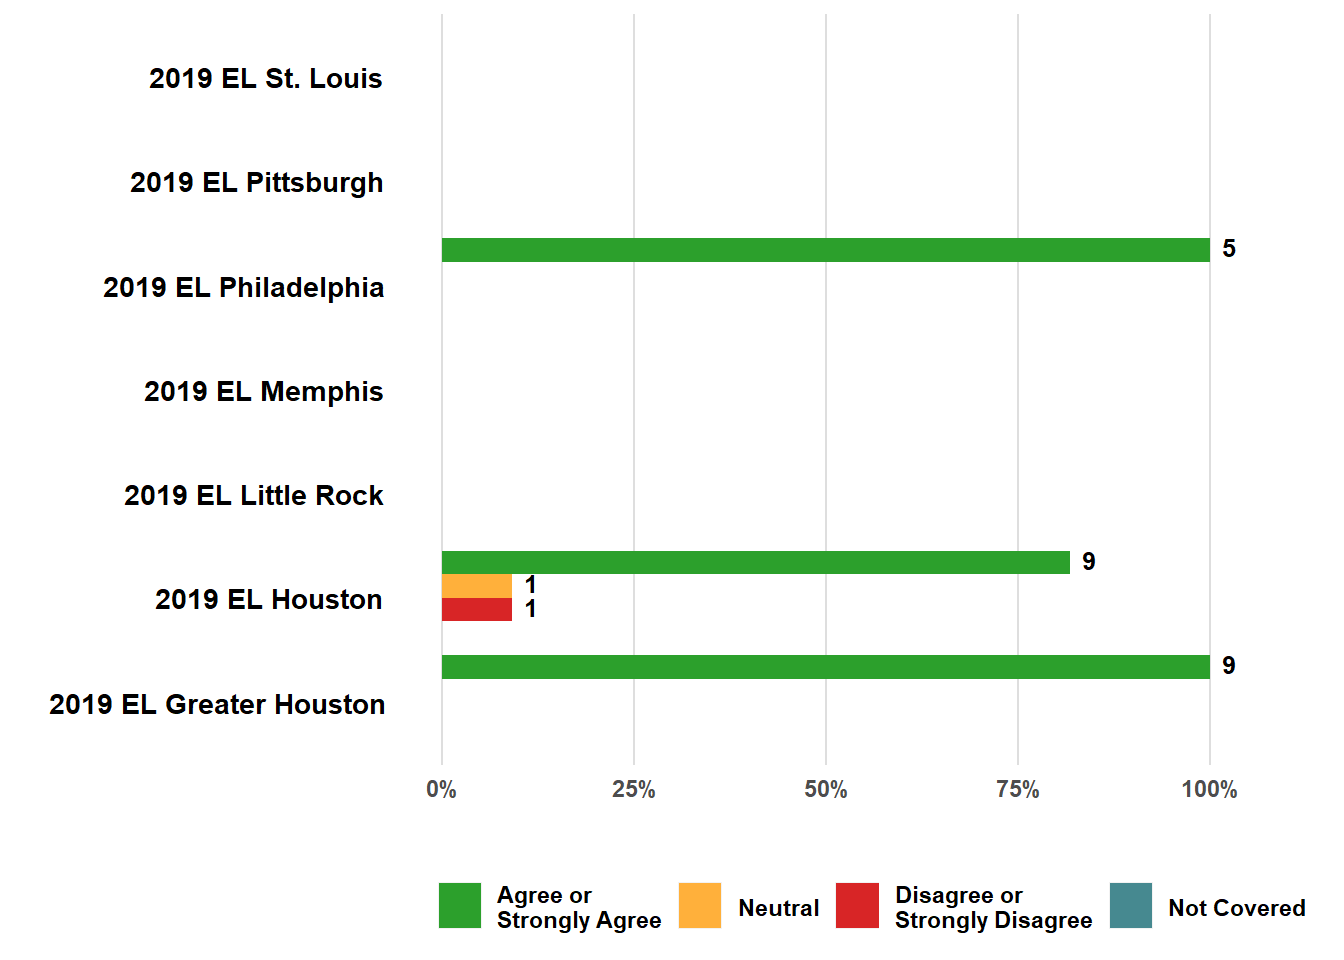 2019 EL St. Louis
2019 EL Pittsburgh
5
2019 EL Philadelphia
2019 EL Memphis
2019 EL Little Rock
9
1
2019 EL Houston
1
9
2019 EL Greater Houston
0% 25% 50% 75% 100%
Agree or
Strongly Agree
Neutral
Disagree or
Strongly Disagree
Not Covered